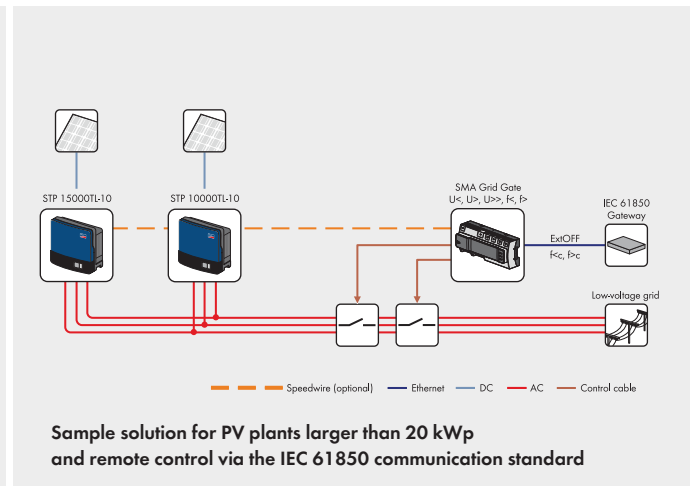 STP 15000TL-10
STP 10000TL-10
SMA Grid Gate
U<, U>, U>>, f<, f>
IEC 61850
Gateway
ExtOFF
f<c, f>c
Low-voltage grid
Speedwire (optional)
Ethernet
DC
AC
Control cable
Sample solution for PV plants larger than 20 kWp
and remote control via the IEC 61850 communication standard